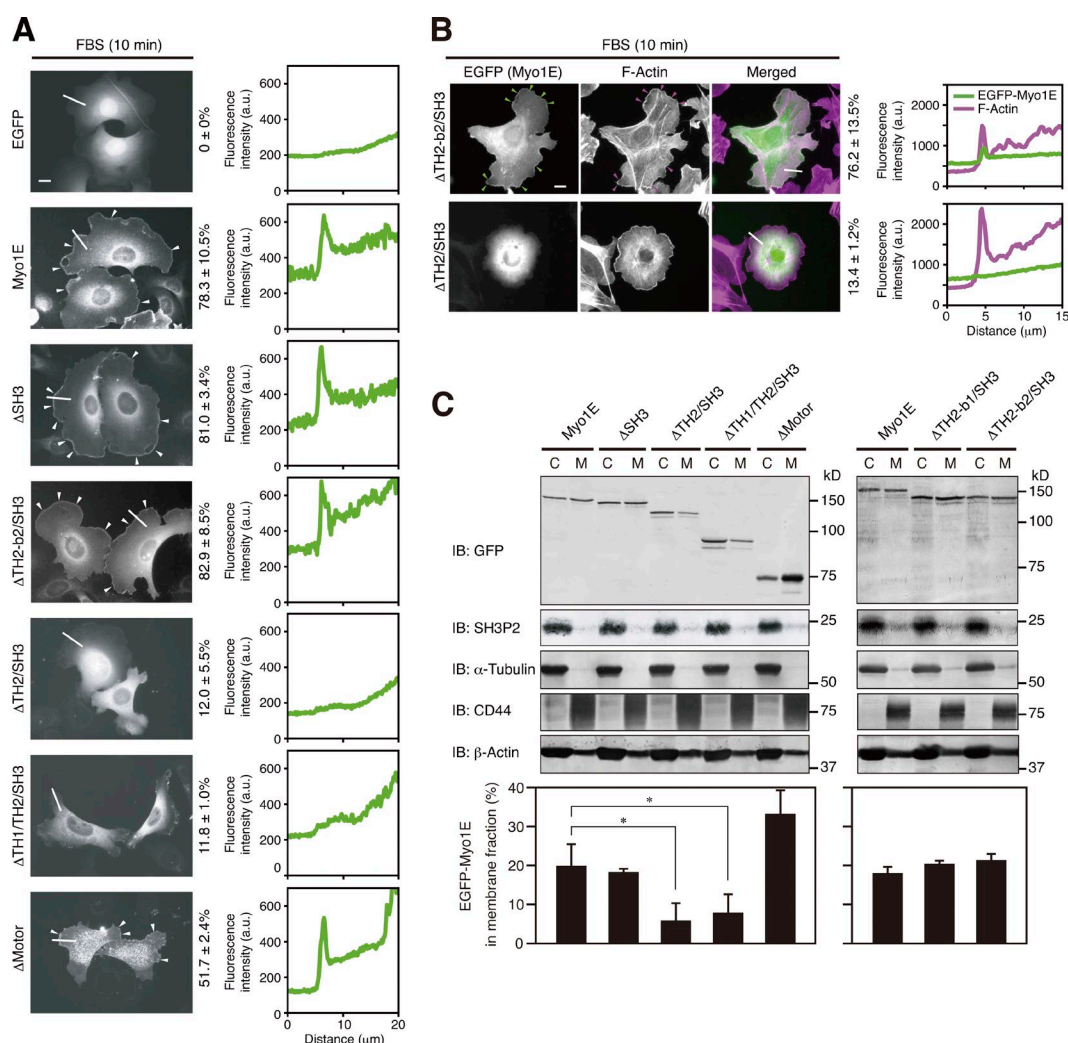 A
FBS (10 min)
EGFP
0 ± 0%
Fluorescence
intensity (a.u.)
600
400
200
0
Myo1E
78.3 ± 10.5%
Fluorescence
intensity (a.u.)
600
400
200
0
ΔSH3
81.0 ± 3.4%
Fluorescence
intensity (a.u.)
600
400
200
0
ΔTH2-b2/SH3
82.9 ± 8.5%
Fluorescence
intensity (a.u.)
600
400
200
0
ΔTH2/SH3
12.0 ± 5.5%
Fluorescence
intensity (a.u.)
600
400
200
0
ΔTH1/TH2/SH3
11.8 ± 1.0%
Fluorescence
intensity (a.u.)
600
400
200
0
ΔMotor
51.7 ± 2.4%
Fluorescence
intensity (a.u.)
600
400
200
0
0 10 20
Distance (μm)
B
FBS (10 min)
EGFP (Myo1E) F-Actin Merged
ΔTH2-b2/SH3
76.2 ± 13.5%
Fluorescence
intensity (a.u.)
2000
1000
0
EGFP-Myo1E
F-Actin
ΔTH2/SH3
13.4 ± 1.2%
Fluorescence
intensity (a.u.)
2000
1000
0
0 5 10 15
Distance (μm)
C
Myo1E ΔSH3 ΔTH2/SH3 ΔTH1/TH2/SH3 ΔMotor
C M C M C M C M C M kD
IB: GFP
150
100
75
IB: SH3P2
25
IB: α-Tubulin
50
IB: CD44
75
IB: β-Actin
37
EGFP-Myo1E
in membrane fraction (%)
40
30
20
10
0
*
*
Myo1E ΔTH2-b1/SH3 ΔTH2-b2/SH3
C M C M C M kD
150
100
75
25
50
75
37